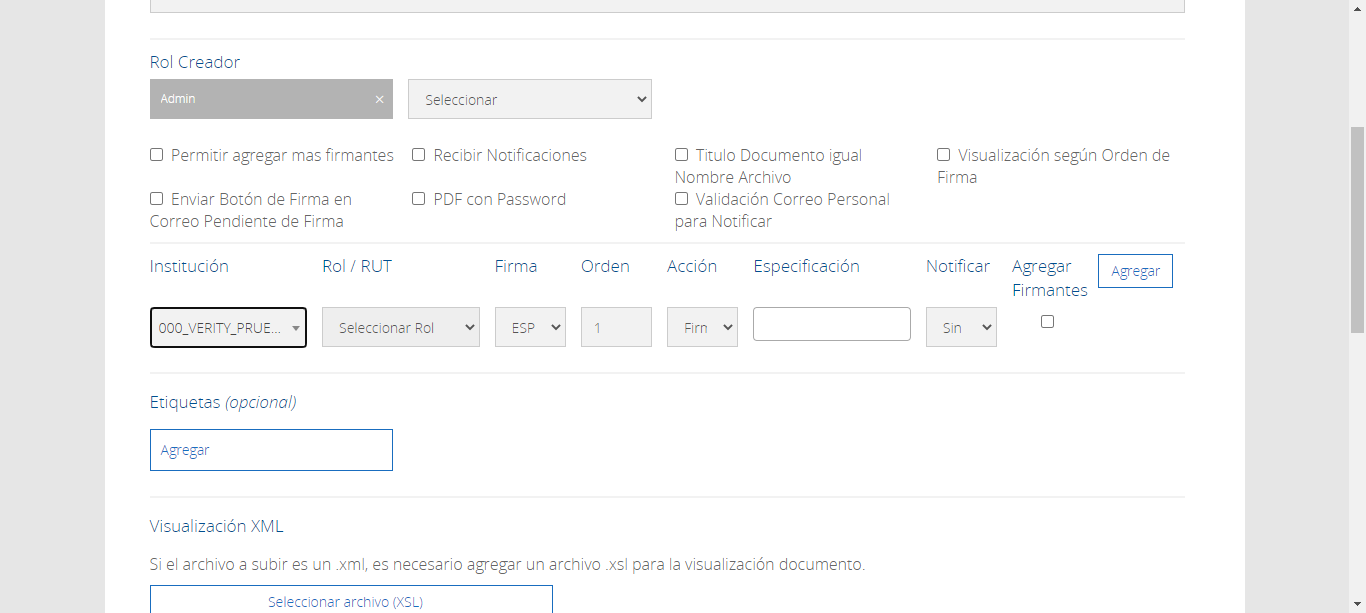 Rol Creador
Admin × Seleccionar
Permitir agregar mas firmantes Recibir Notificaciones Titulo Documento igual Visualización según Orden de
Nombre Archivo Firma
Enviar Botón de Firma en PDF con Password Validación Correo Personal
Correo Pendiente de Firma para Notificar
Institución Rol / RUT Firma Orden Acción Especificación Notificar Agregar Agregar
Firmantes
000_VERITY_PRUE... Seleccionar Rol ESP 1 Firn Sin
Etiquetas (opcional)
Agregar
Visualización XML
Si el archivo a subir es un .xml, es necesario agregar un archivo .xsl para la visualización documento.
Seleccionar archivo (XSL)